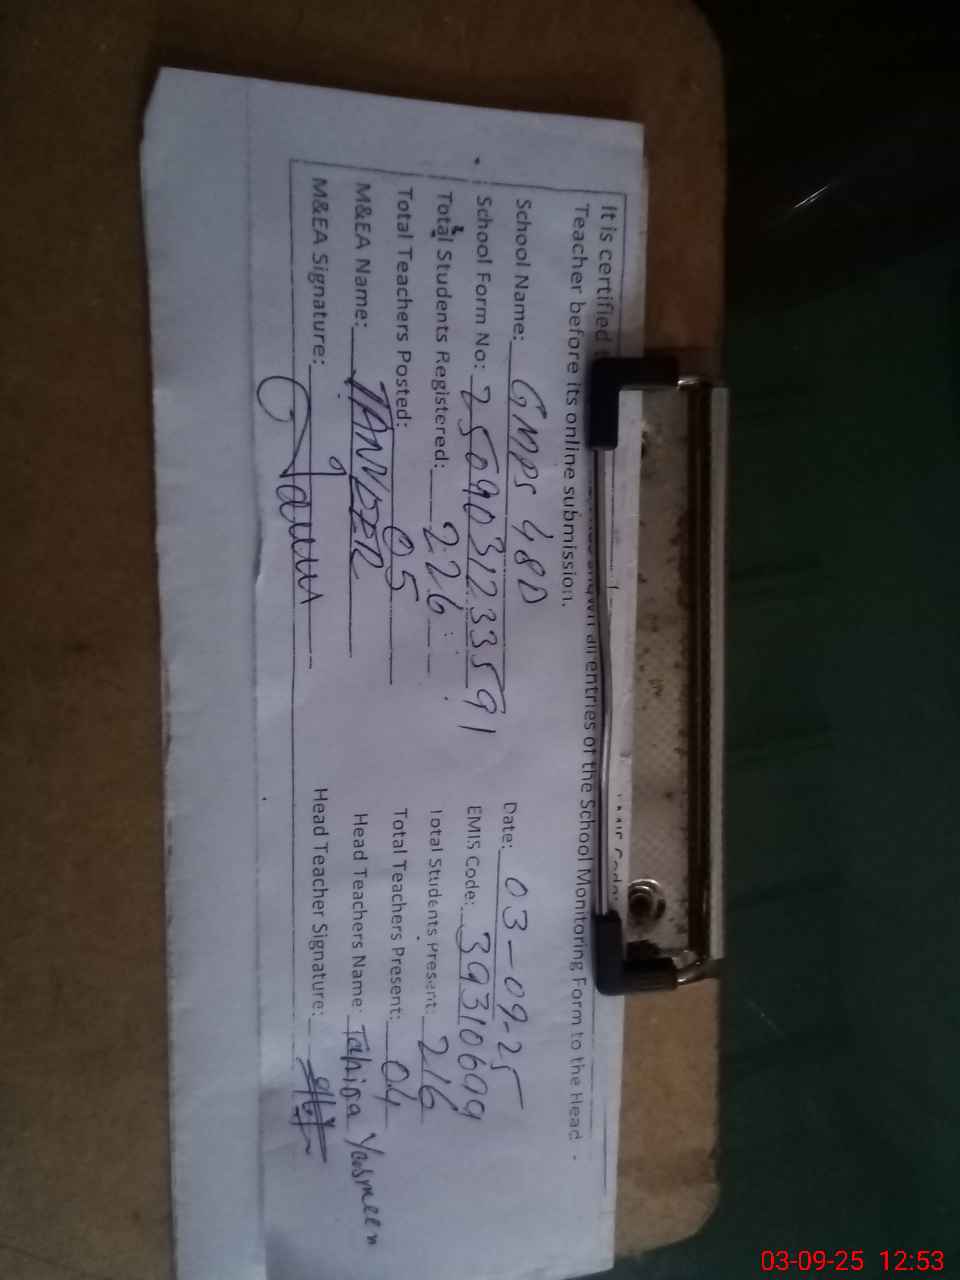 It is certified
all entries of the School Monitoring Form to the Head
Teacher before its online submission.
School Name: GMPS 48D
Date: 03-09-25
School Form No: 2509031233591
EMIS Code: 39310699
Total Students Registered: 226
Total Students Present: 216
Total Teachers Posted: 05
Total Teachers Present: 04
M&EA Name: TANVEER
Head Teachers Name: Tahira Yasmeen
M&EA Signature:
Head Teacher Signature:
03-09-25 12:53